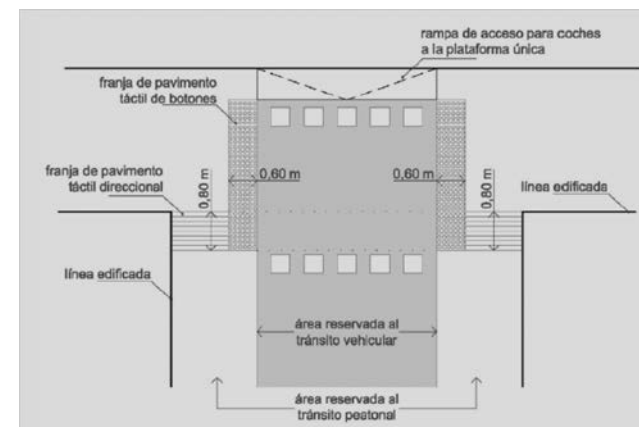 rampa de acceso para coches
a la plataforma única
franja de pavimento
táctil de botones
0,60 m
0,60 m
franja de pavimento
táctil direccional
0,80 m
0,80 m
línea edificada
línea edificada
área reservada al
tránsito vehicular
área reservada al
tránsito peatonal